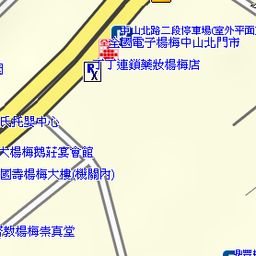 中山北路二段停車場(室外平面
全國電子楊梅中山北門市
丁丁連鎖藥妝楊梅店
氏托嬰中心
大楊梅鵝莊宴會館
國壽楊梅大樓(機關內)
教楊梅崇真堂